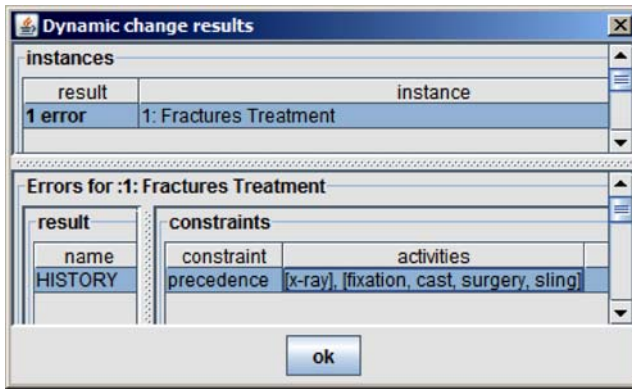 Dynamic change results
instances
result instance
1 error 1: Fractures Treatment
Errors for :1: Fractures Treatment
result constraints
name constraint activities
HISTORY precedence [x-ray], [fixation, cast, surgery, sling]
ok